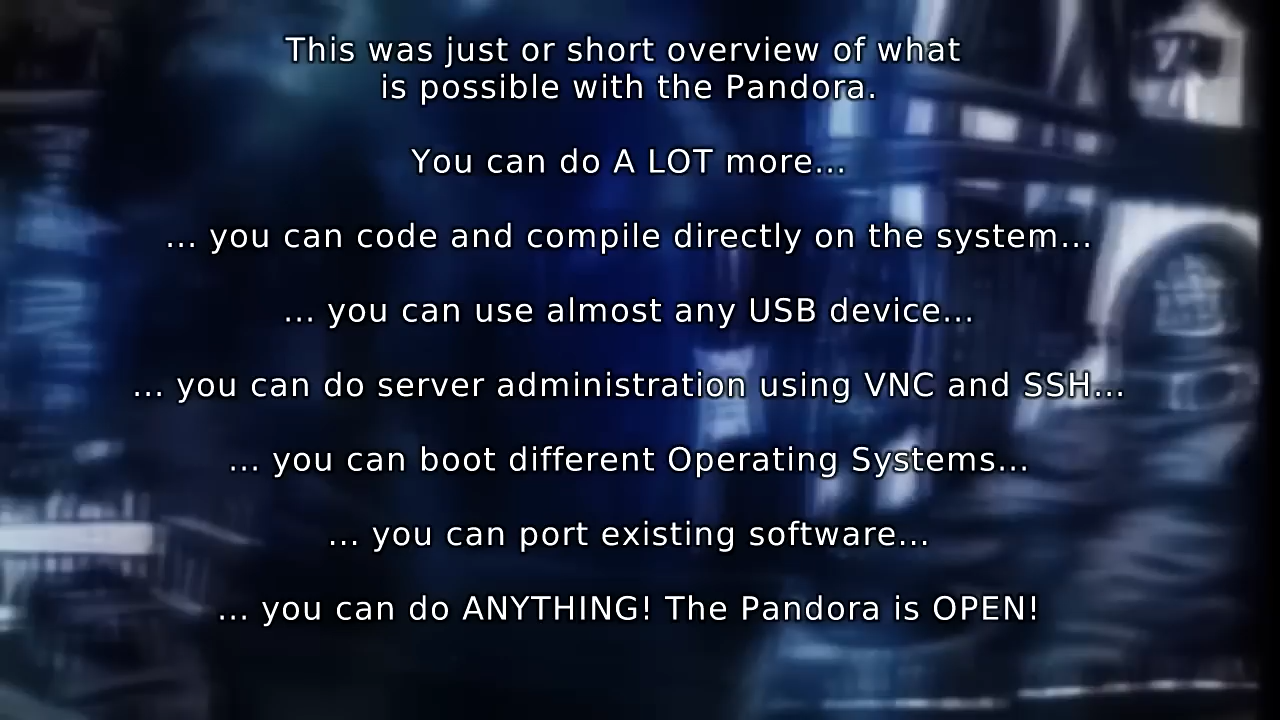 This was just or short overview of what
is possible with the Pandora.
You can do A LOT more...
... you can code and compile directly on the system...
... you can use almost any USB device...
... you can do server administration using VNC and SSH...
... you can boot different Operating Systems...
... you can port existing software...
... you can do ANYTHING! The Pandora is OPEN!